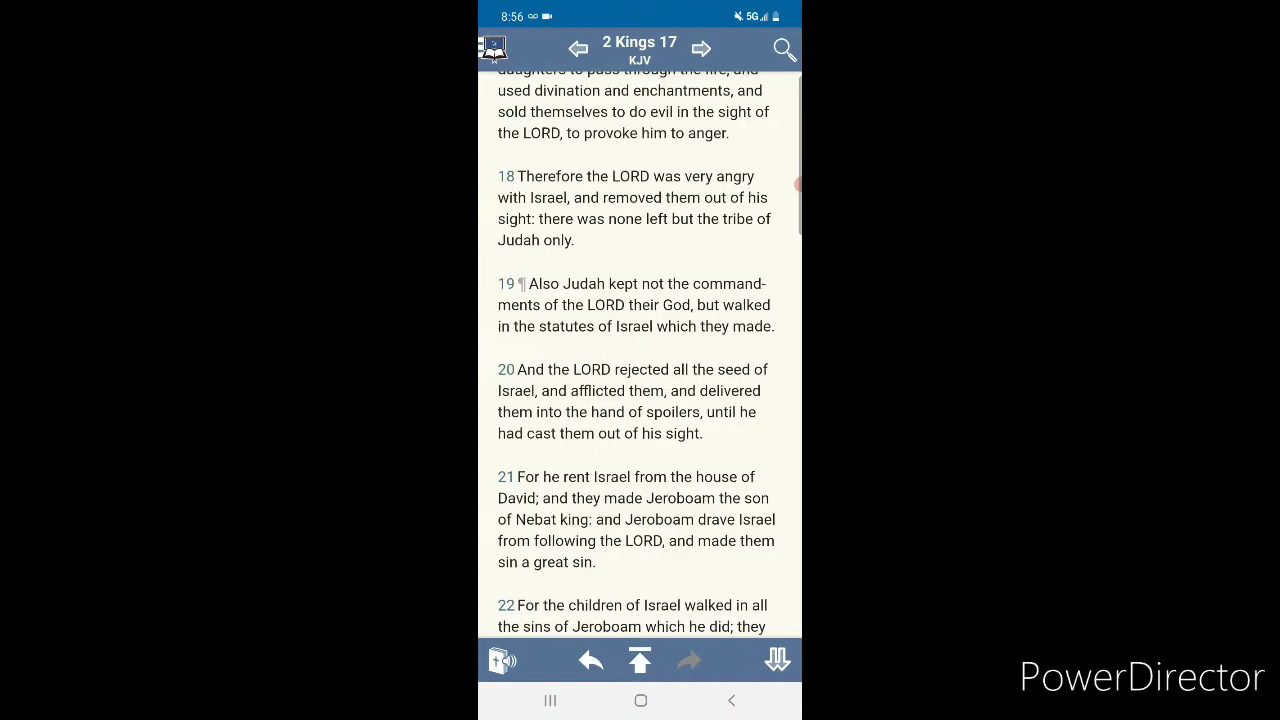 8:56
5G
2 Kings 17
KJV
daughters to pass through the fire, and
used divination and enchantments, and
sold themselves to do evil in the sight of
the LORD, to provoke him to anger.
18 Therefore the LORD was very angry
with Israel, and removed them out of his
sight: there was none left but the tribe of
Judah only.
19 ¶ Also Judah kept not the command-
ments of the LORD their God, but walked
in the statutes of Israel which they made.
20 And the LORD rejected all the seed of
Israel, and afflicted them, and delivered
them into the hand of spoilers, until he
had cast them out of his sight.
21 For he rent Israel from the house of
David; and they made Jeroboam the son
of Nebat king: and Jeroboam drave Israel
from following the LORD, and made them
sin a great sin.
22 For the children of Israel walked in all
the sins of Jeroboam which he did; they
PowerDirector